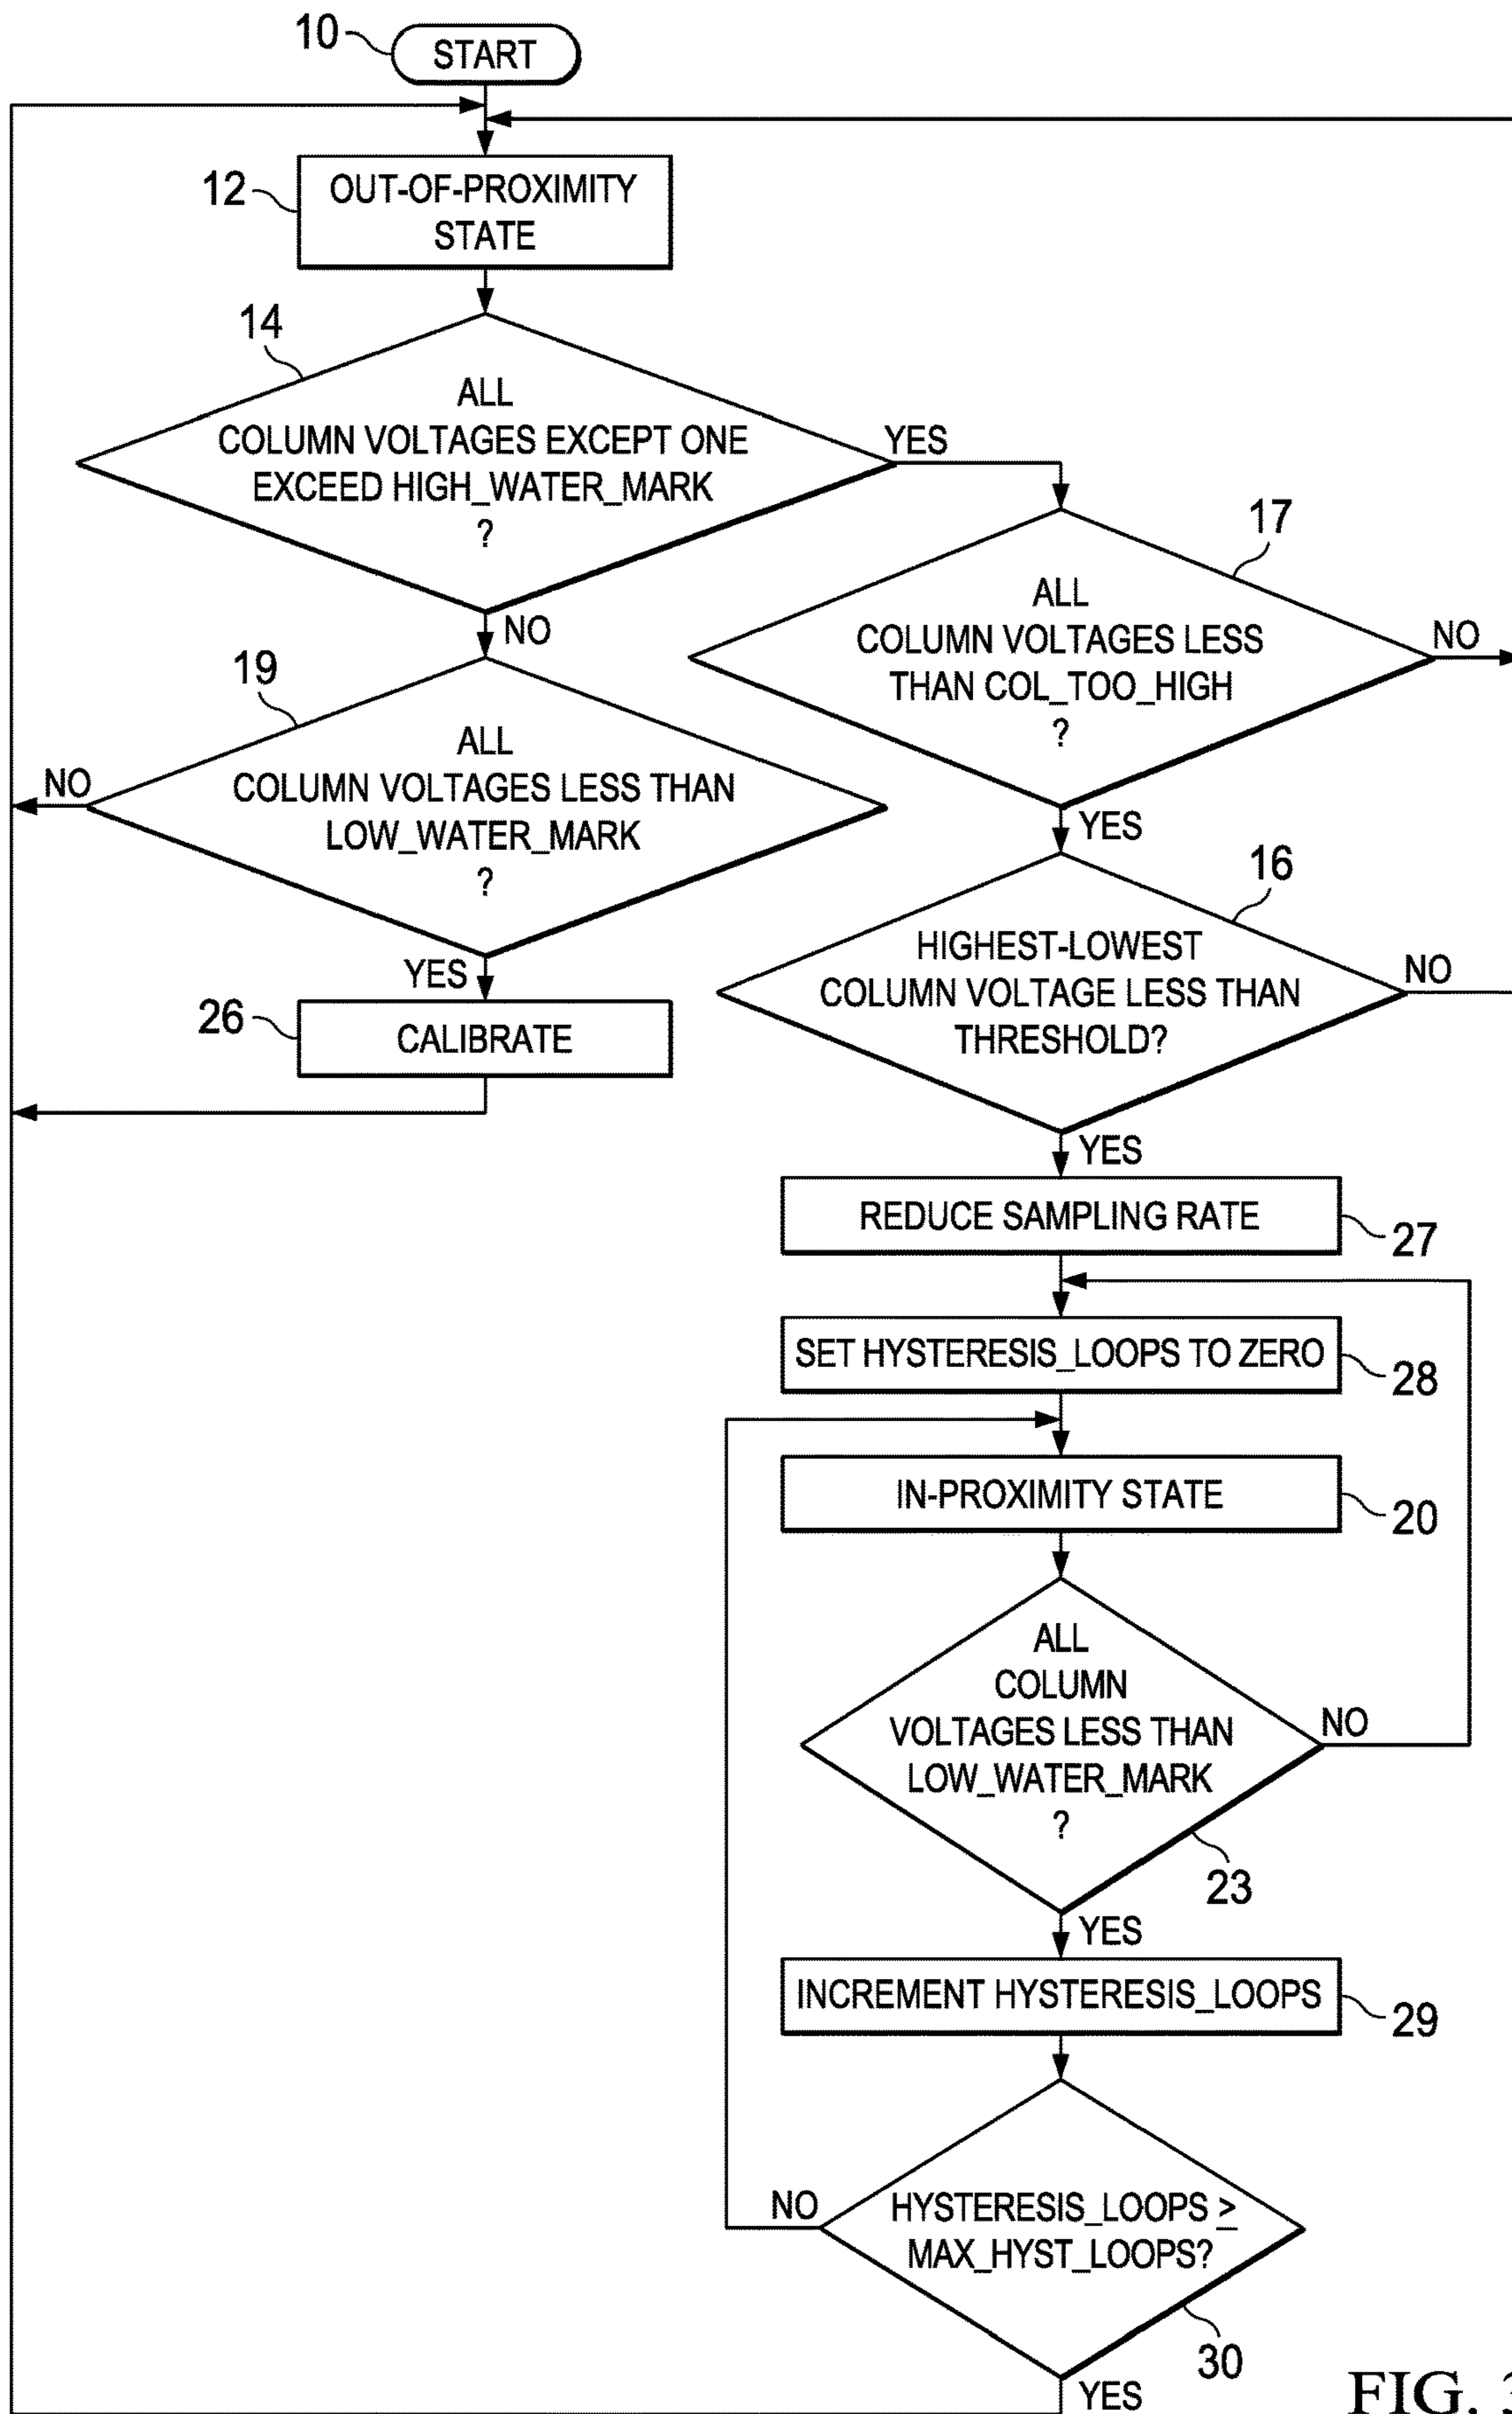 10
START
12
OUT-OF-PROXIMITY
STATE
14
ALL
COLUMN VOLTAGES EXCEPT ONE
EXCEED HIGH_WATER_MARK
?
YES
NO
17
ALL
COLUMN VOLTAGES LESS
THAN COL_TOO_HIGH
?
NO
YES
19
ALL
COLUMN VOLTAGES LESS THAN
LOW_WATER_MARK
?
NO
YES
26
CALIBRATE
16
HIGHEST-LOWEST
COLUMN VOLTAGE LESS THAN
THRESHOLD?
NO
YES
REDUCE SAMPLING RATE
27
SET HYSTERESIS_LOOPS TO ZERO
28
IN-PROXIMITY STATE
20
ALL
COLUMN
VOLTAGES LESS THAN
LOW_WATER_MARK
?
NO
23
YES
INCREMENT HYSTERESIS_LOOPS
29
NO
HYSTERESIS_LOOPS ≥
MAX_HYST_LOOPS?
30
YES
FIG. 3